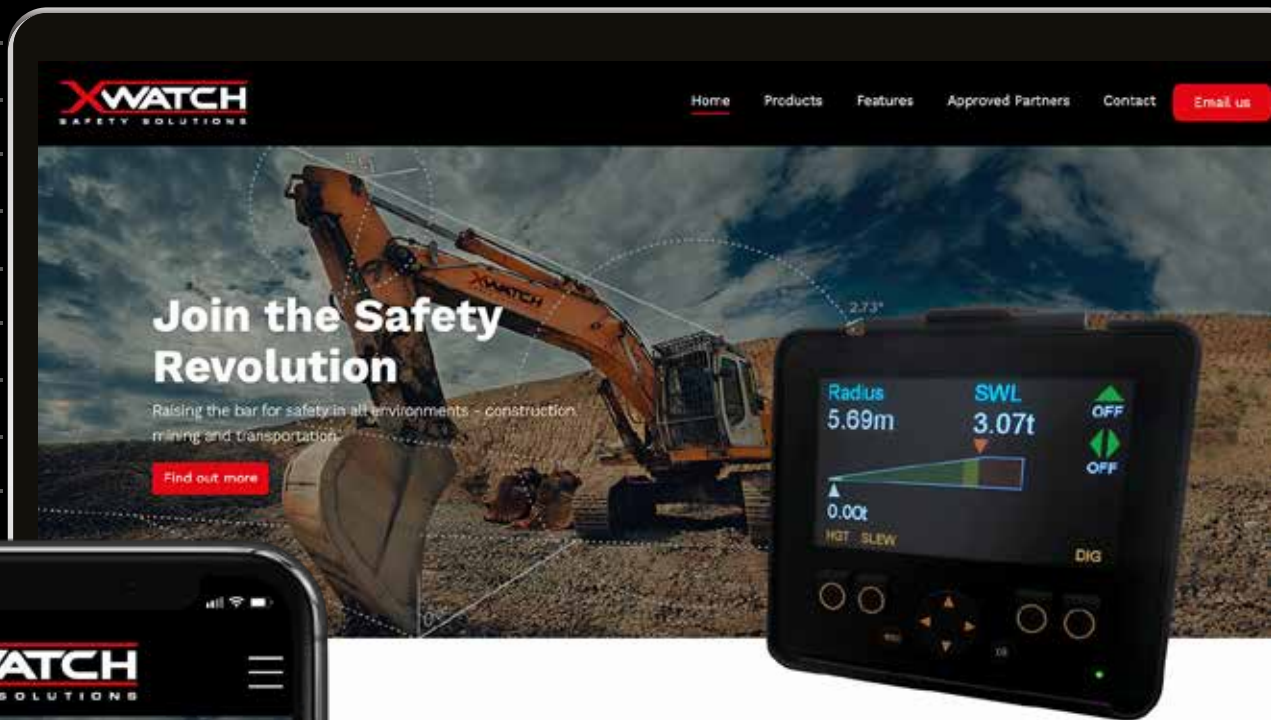 XWATCH
SAFETY SOLUTIONS
Home Products Features Approved Partners Contact Email us
XWATCH
2.73°
Join the Safety
Revolution
Raising the bar for safety in all environments - construction,
mining and transportation.
Find out more
Radius SWL
5.69m 3.07t
OFF
OFF
0.00t
HGT SLEW
DIG
0°
WATCH
SOLUTIONS